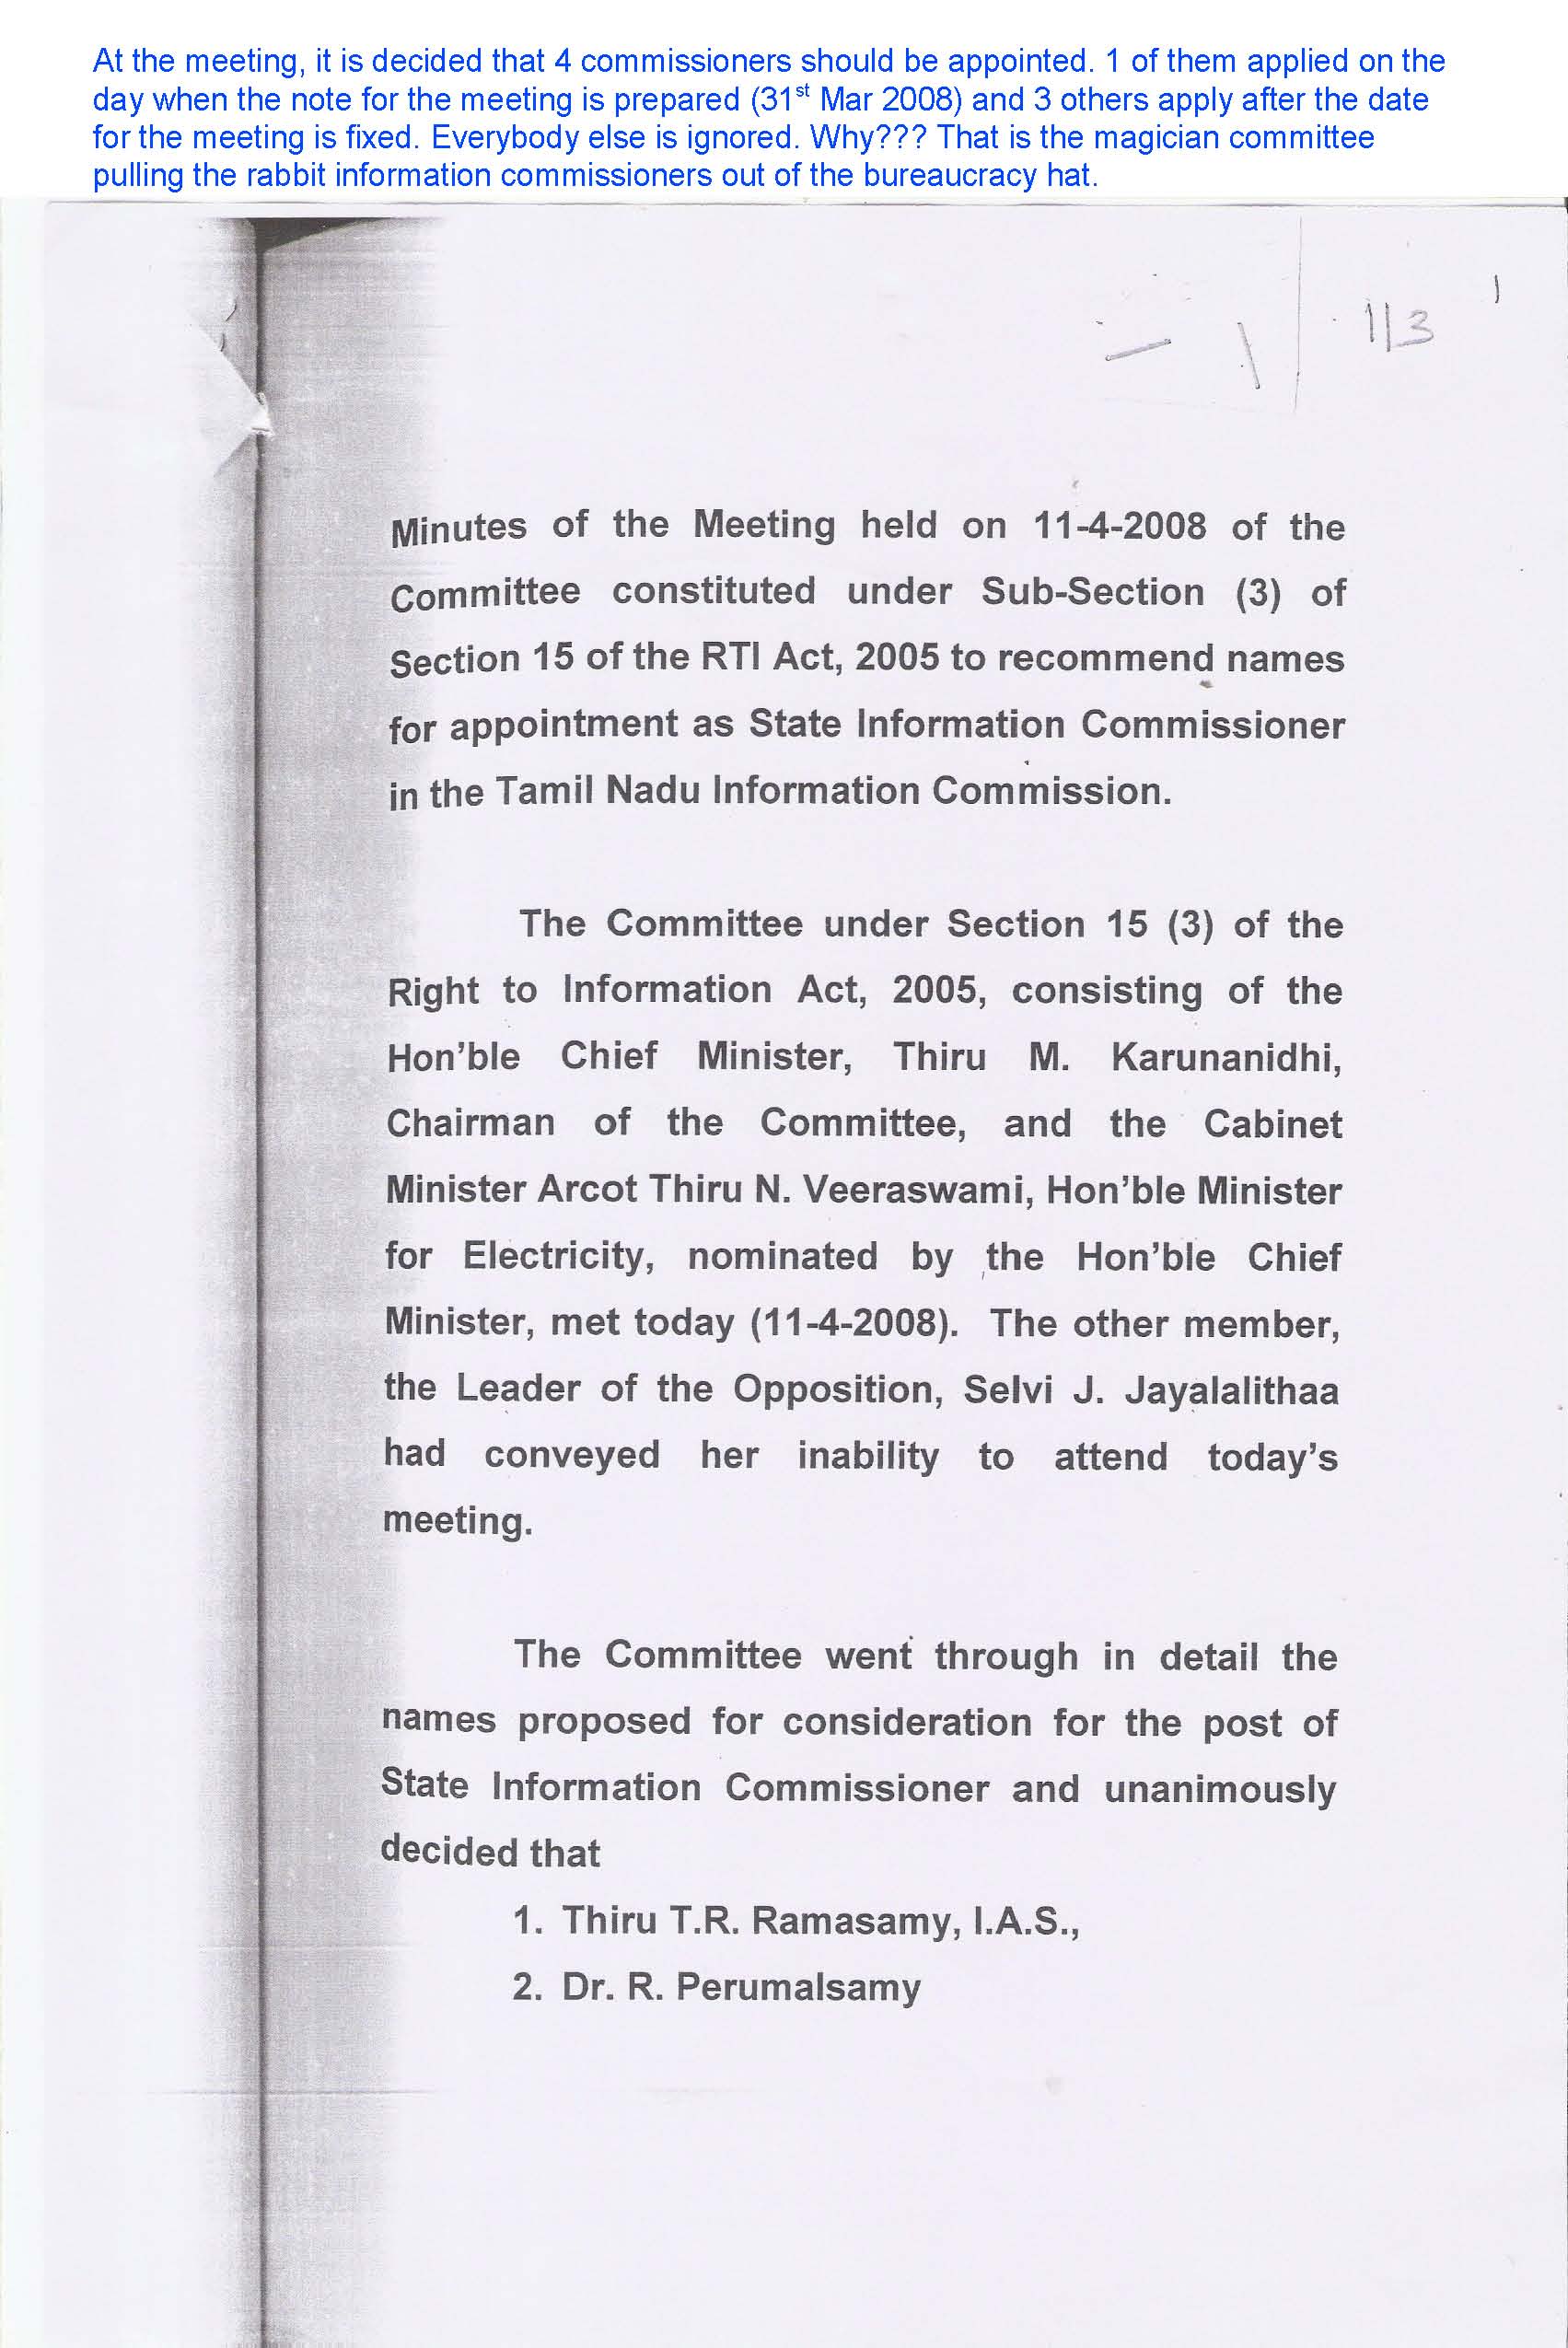 At the meeting, it is decided that 4 commissioners should be appointed. 1 of them applied on the
day when the note for the meeting is prepared (31st Mar 2008) and 3 others apply after the date
for the meeting is fixed. Everybody else is ignored. Why??? That is the magician committee
pulling the rabbit information commissioners out of the bureaucracy hat.
Minutes of the Meeting held on 11-4-2008 of the
Committee constituted under Sub-Section (3) of
Section 15 of the RTI Act, 2005 to recommend names
for appointment as State Information Commissioner
in the Tamil Nadu Information Commission.
The Committee under Section 15 (3) of the
Right to Information Act, 2005, consisting of the
Hon'ble Chief Minister, Thiru M. Karunanidhi,
Chairman of the Committee, and the Cabinet
Minister Arcot Thiru N. Veeraswami, Hon'ble Minister
for Electricity, nominated by the Hon'ble Chief
Minister, met today (11-4-2008). The other member,
the Leader of the Opposition, Selvi J. Jayalalithaa
had conveyed her inability to attend today's
meeting.
The Committee went through in detail the
names proposed for consideration for the post of
State Information Commissioner and unanimously
decided that
1. Thiru T.R. Ramasamy, I.A.S.,
2. Dr. R. Perumalsamy